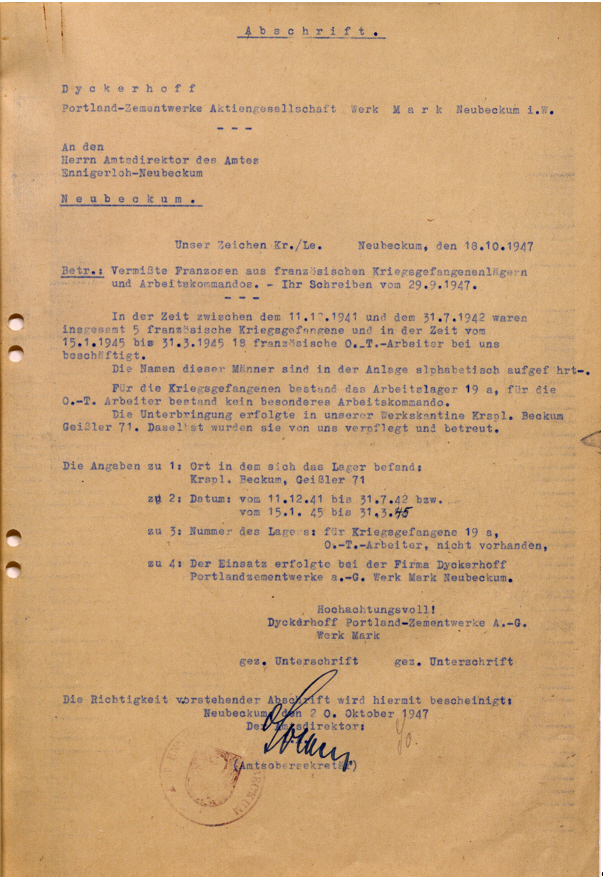 A b s c h r i f t .
D y c k e r h o f f
Portland-Zementwerke Aktiengesellschaft Werk M a r k Neubeckum i.W.
- - -
An den
Herrn Amtsdirektor des Amtes
Ennigerloh-Neubeckum
N e u b e c k u m .
Unser Zeichen Kr./Le. Neubeckum, den 18.10.1947
Betr.: Vermißte Franzosen aus französischen Kriegsgefangenenlägern
und Arbeitskommandos. - Ihr Schreiben vom 29.9.1947.
- - -
In der Zeit zwischen dem 11.12.1941 und dem 31.7.1942 waren
insgesamt 5 französische Kriegsgefangene und in der Zeit vom
15.1.1945 bis 31.3.1945 18 französische O.-T.-Arbeiter bei uns
beschäftigt.
Die Namen dieser Männer sind in der Anlage alphabetisch aufgeführt-.
Für die Kriegsgefangenen bestand das Arbeitslager 19 a, für die
O.-T. Arbeiter bestand kein besonderes Arbeitskommando.
Die Unterbringung erfolgte in unserer Werkskantine Krspl. Beckum
Geißler 71. Daselbst wurden sie von uns verpflegt und betreut.
Die Angaben zu 1: Ort in dem sich das Lager befand:
Krspl. Beckum, Geißler 71
zu 2: Datum: vom 11.12.41 bis 31.7.42 bzw.
vom 15.1. 45 bis 31.3.45
zu 3: Nummer des Lagers: für Kriegsgefangene 19 a,
O.-T.-Arbeiter, nicht vorhanden,
zu 4: Der Einsatz erfolgte bei der Firma Dyckerhoff
Portlandzementwerke a.-G. Werk Mark Neubeckum.
Hochachtungsvoll!
Dyckerhoff Portland-Zementwerke A.-G.
Werk Mark
gez. Unterschrift gez. Unterschrift
Die Richtigkeit vorstehender Abschrift wird hiermit bescheinigt:
Neubeckum, den 2 0. Oktober 1947
Der Amtsdirektor:
(Amtsobersekretär)